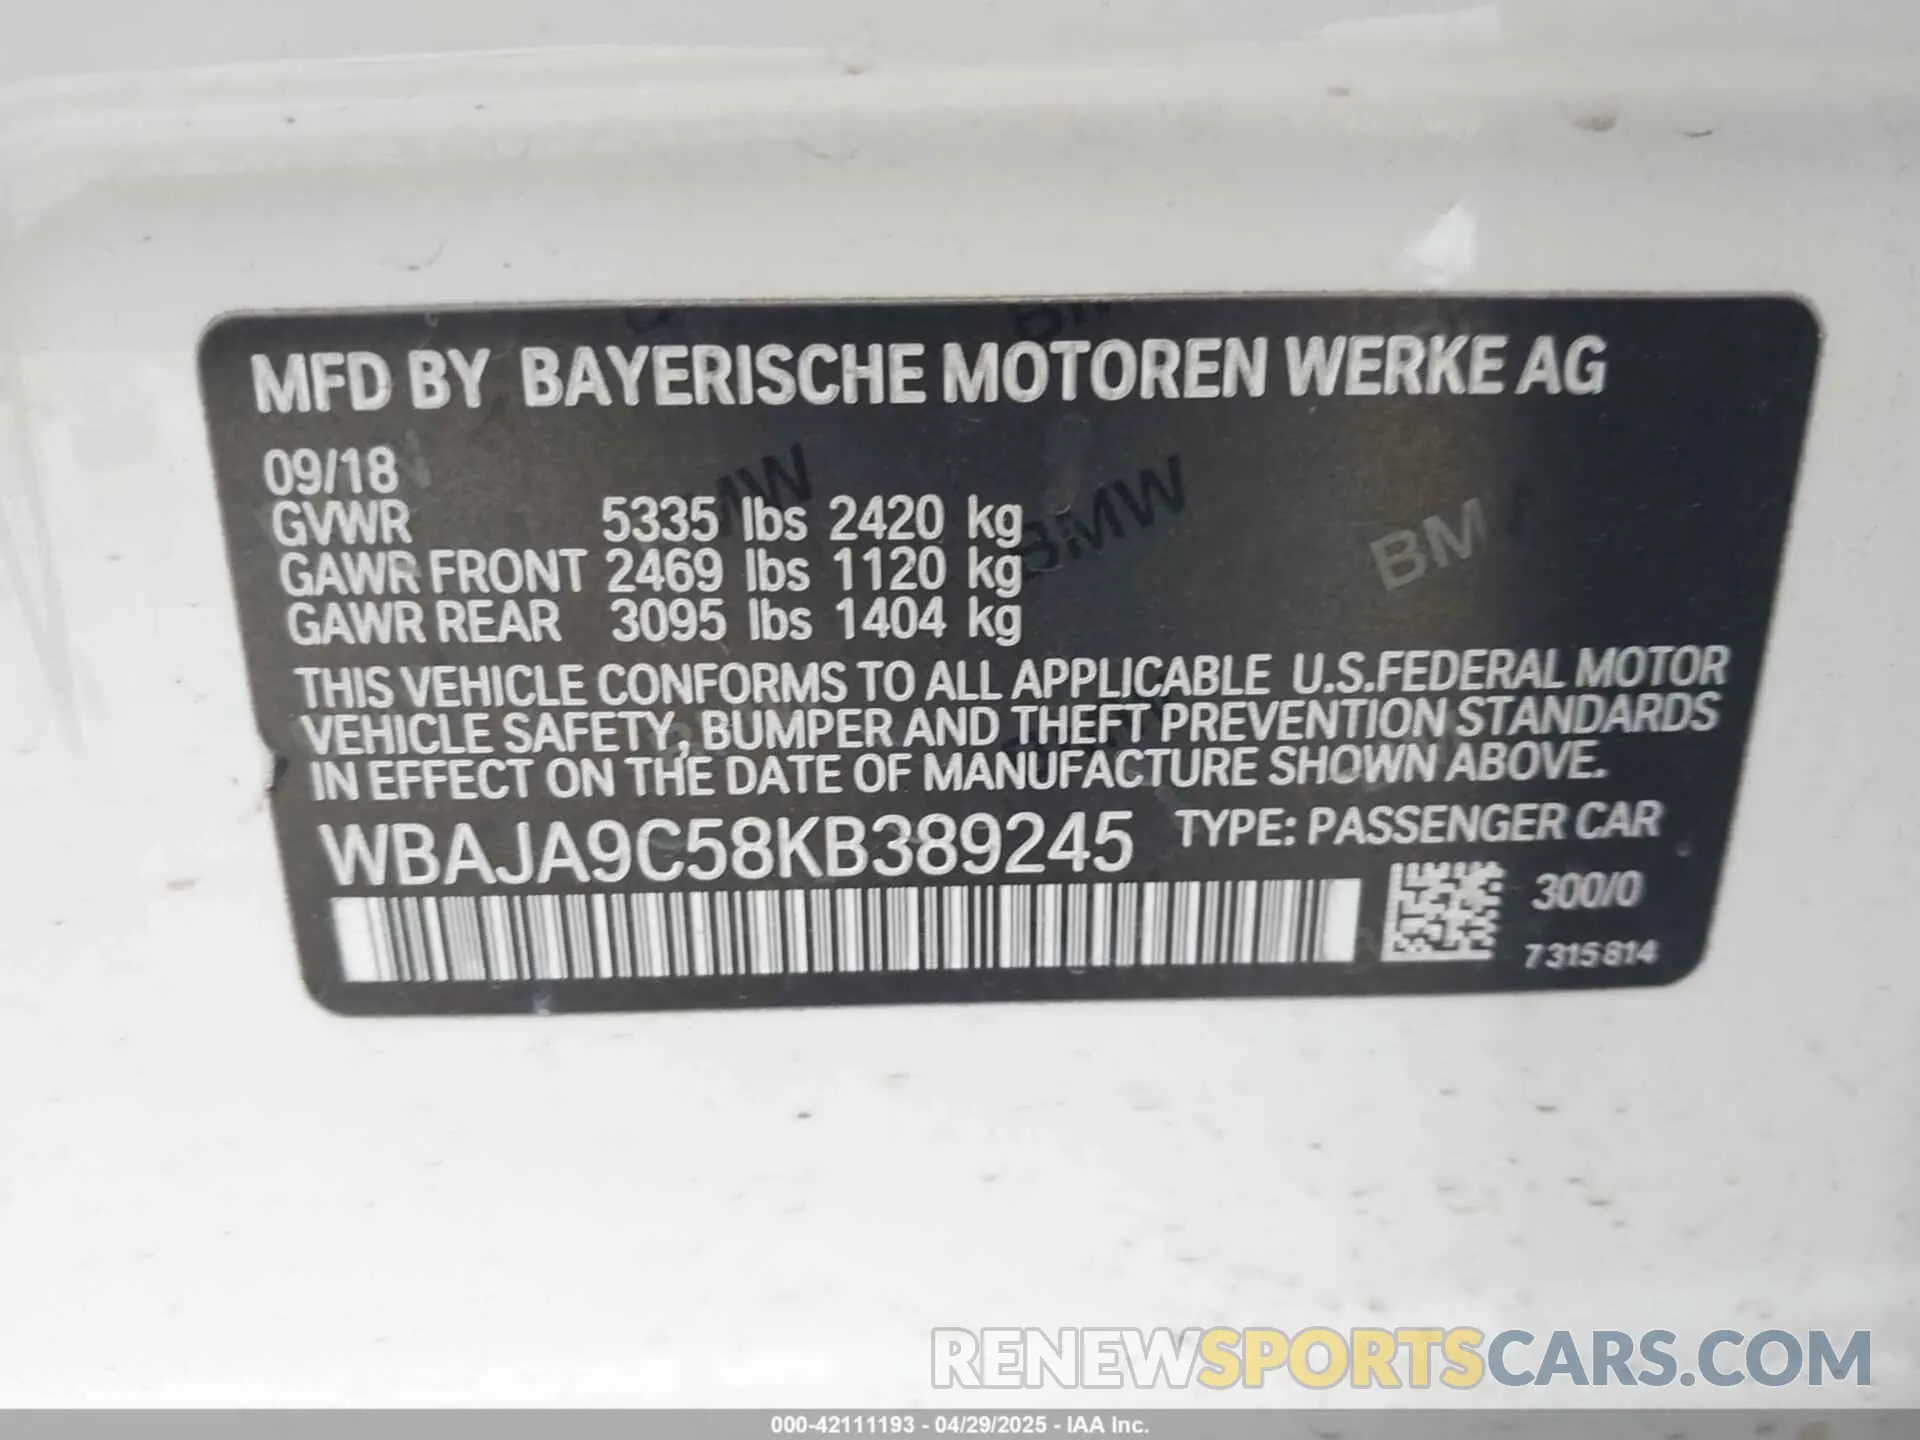 MFD BY BAYERISCHE MOTOREN WERKE AG
09/18
GVWR 5335 lbs 2420 kg
GAWR FRONT 2469 lbs 1120 kg
GAWR REAR 3095 lbs 1404 kg
THIS VEHICLE CONFORMS TO ALL APPLICABLE U.S.FEDERAL MOTOR
VEHICLE SAFETY, BUMPER AND THEFT PREVENTION STANDARDS
IN EFFECT ON THE DATE OF MANUFACTURE SHOWN ABOVE.
WBAJA9C58KB389245 TYPE: PASSENGER CAR
300/0
7315814
BMW
BMW
RENEWSPORTSCARS.COM
000-42111193 - 04/29/2025 - IAA Inc.